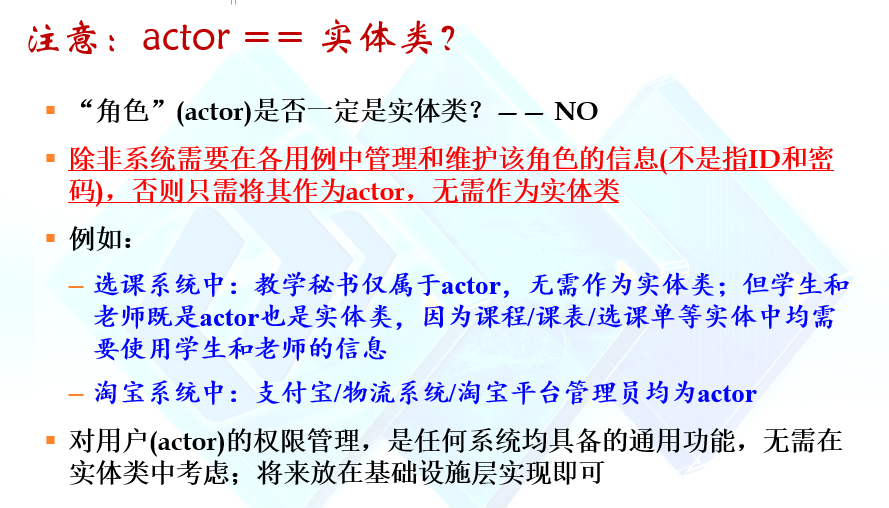 注意：actor == 实体类？
“角色”(actor)是否一定是实体类？—— NO
除非系统需要在各用例中管理和维护该角色的信息(不是指ID和密
码)，否则只需将其作为actor，无需作为实体类
例如：
– 选课系统中：教学秘书仅属于actor，无需作为实体类；但学生和
老师既是actor也是实体类，因为课程/课表/选课单等实体中均需
要使用学生和老师的信息
– 淘宝系统中：支付宝/物流系统/淘宝平台管理员均为actor
对用户(actor)的权限管理，是任何系统均具备的通用功能，无需在
实体类中考虑；将来放在基础设施层实现即可